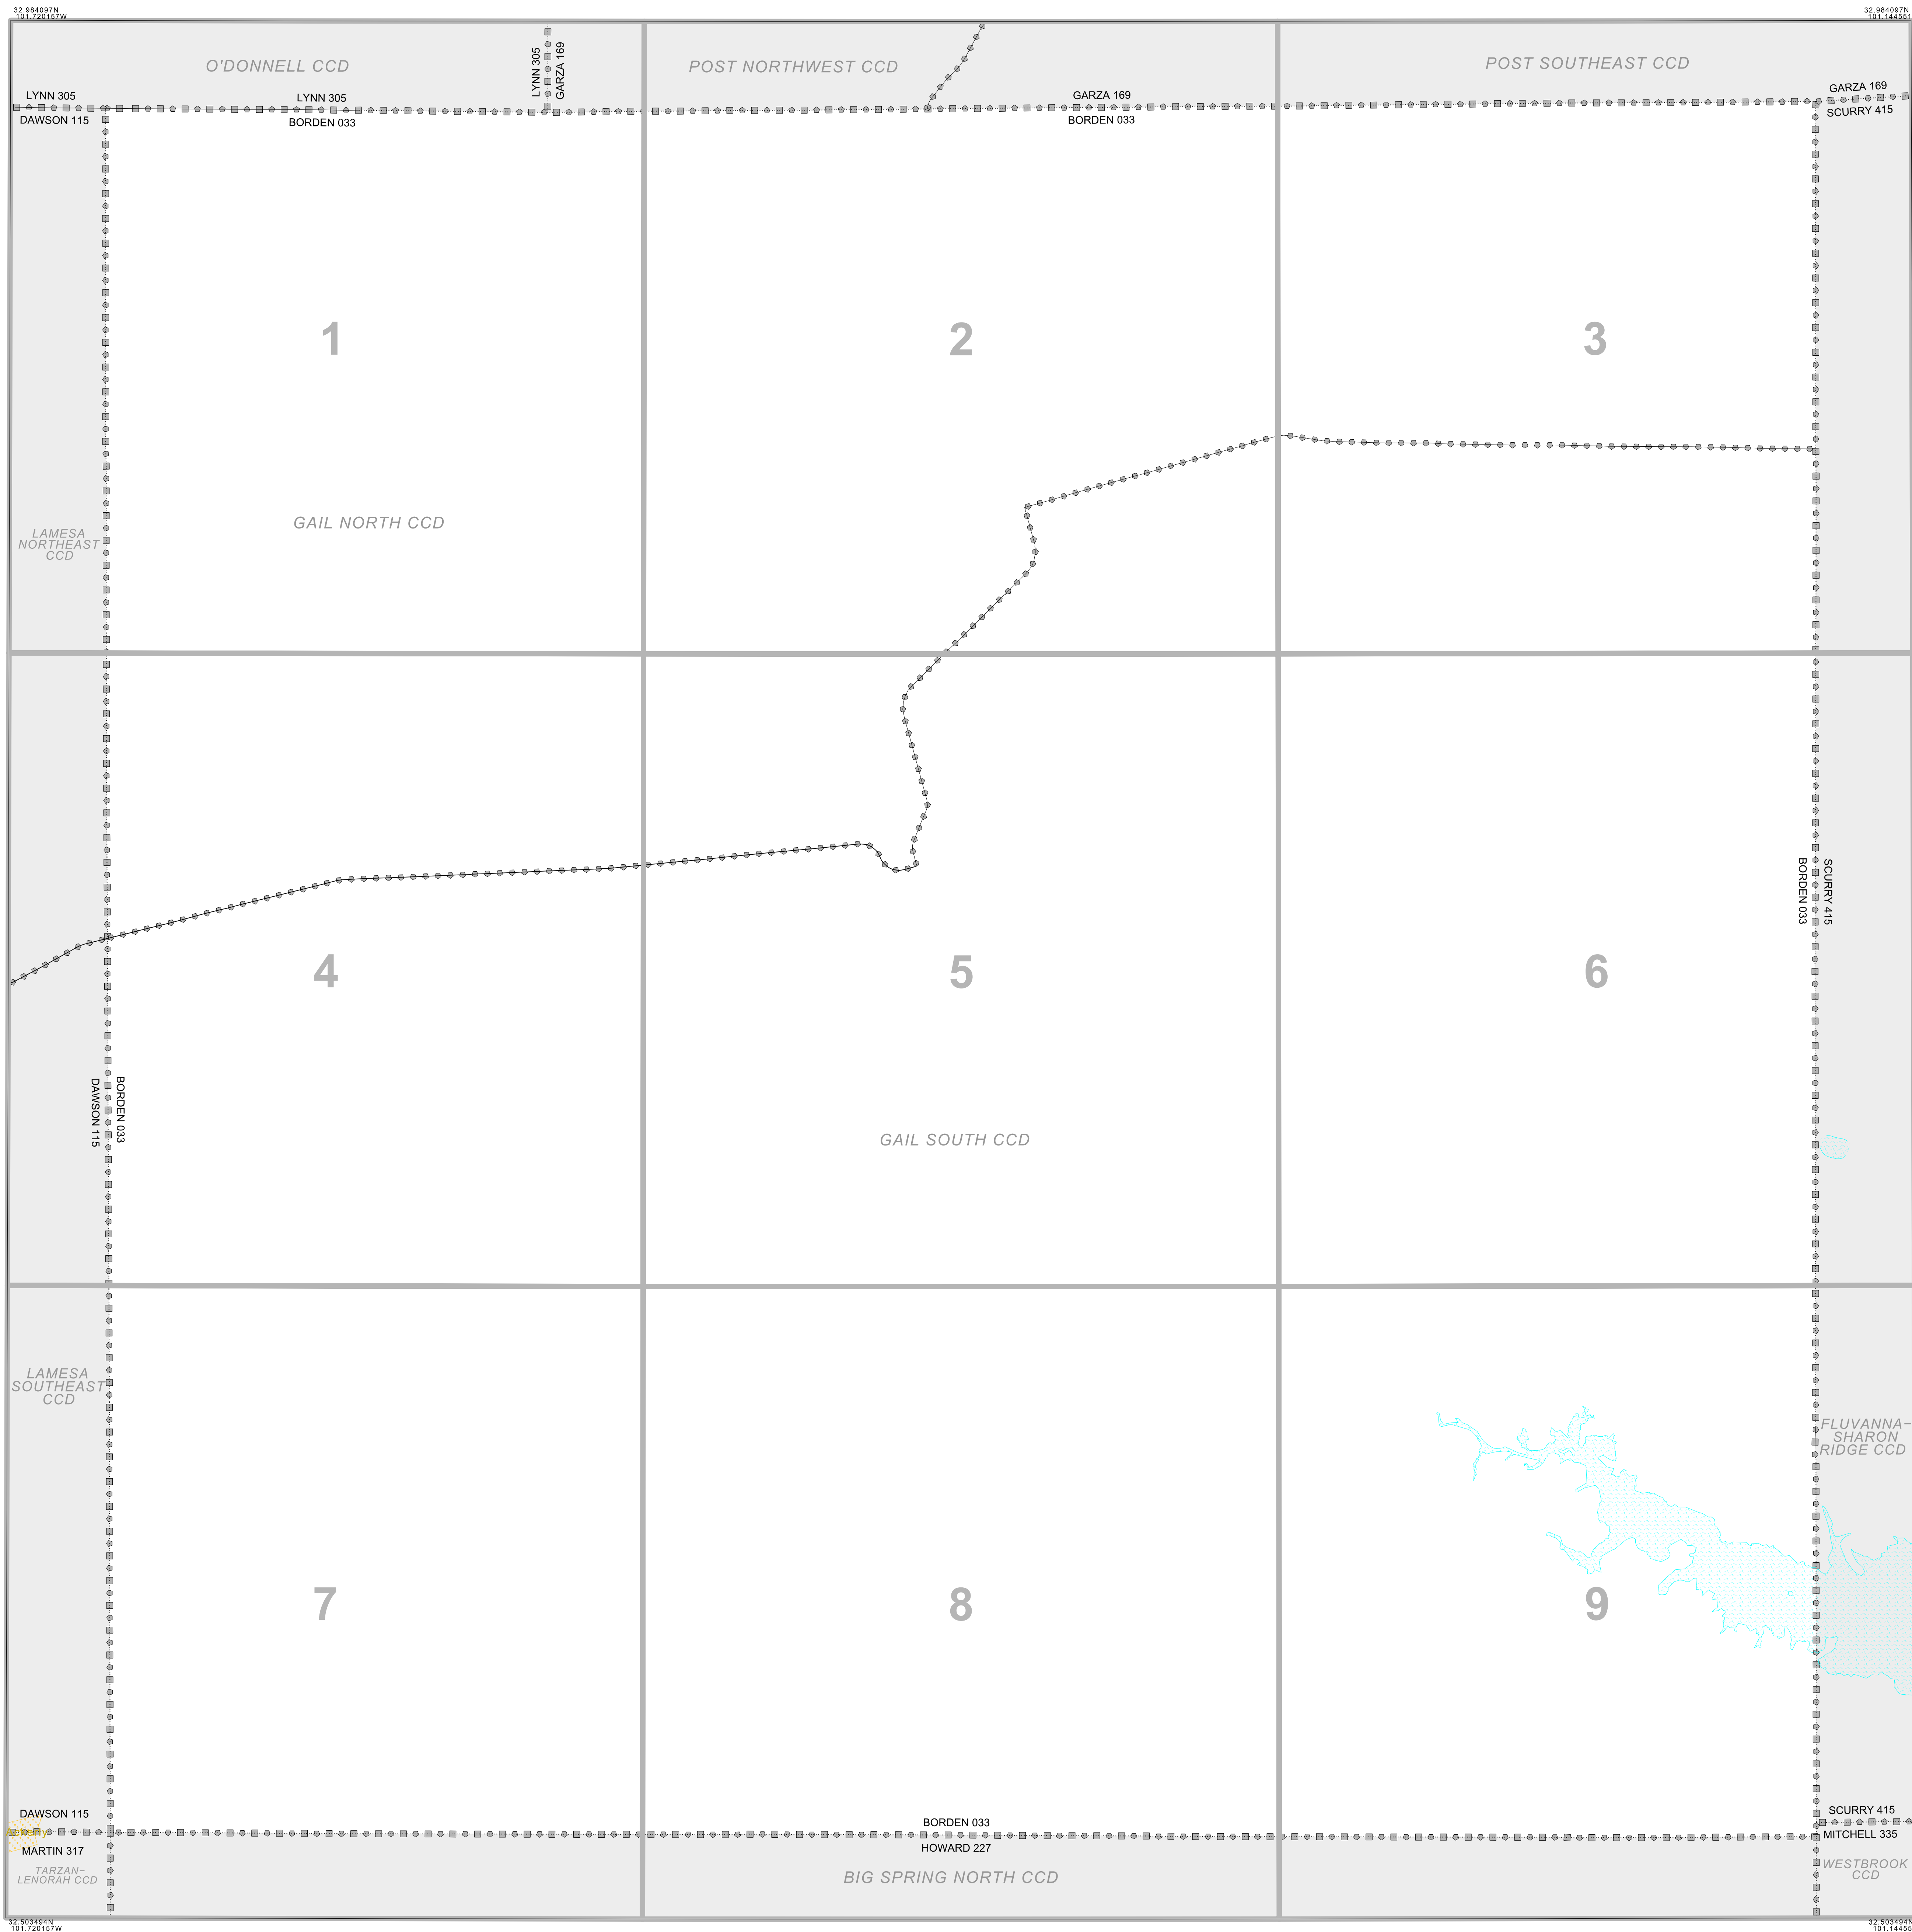 32.984097N
101.720157W
32.984097N
101.144551
O'DONNELL CCD
LYNN 305
GARZA 169
POST NORTHWEST CCD
POST SOUTHEAST CCD
LYNN 305
DAWSON 115
LYNN 305
BORDEN 033
GARZA 169
BORDEN 033
GARZA 169
SCURRY 415
1
2
3
GAIL NORTH CCD
LAMESA
NORTHEAST
CCD
BORDEN 033
SCURRY 415
4
5
6
DAWSON 115
BORDEN 033
GAIL SOUTH CCD
LAMESA
SOUTHEAST
CCD
FLUVANNA–
SHARON
RIDGE CCD
7
8
9
DAWSON 115
MARTIN 317
BORDEN 033
HOWARD 227
SCURRY 415
MITCHELL 335
TARZAN–
LENORAH CCD
BIG SPRING NORTH CCD
WESTBROOK
CCD
32.503494N
101.720157W
32.503494N
101.14455